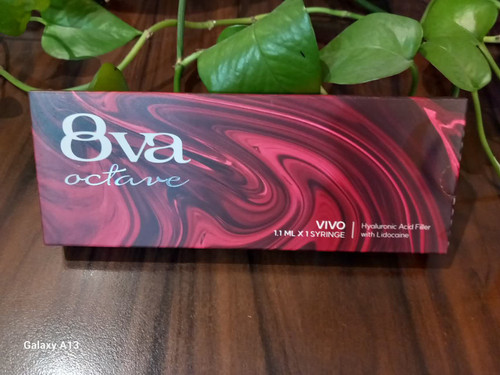 8va
octave
VIVO
1.1 ML X 1 SYRINGE
Hyaluronic Acid Filler
with Lidocaine
Galaxy A13